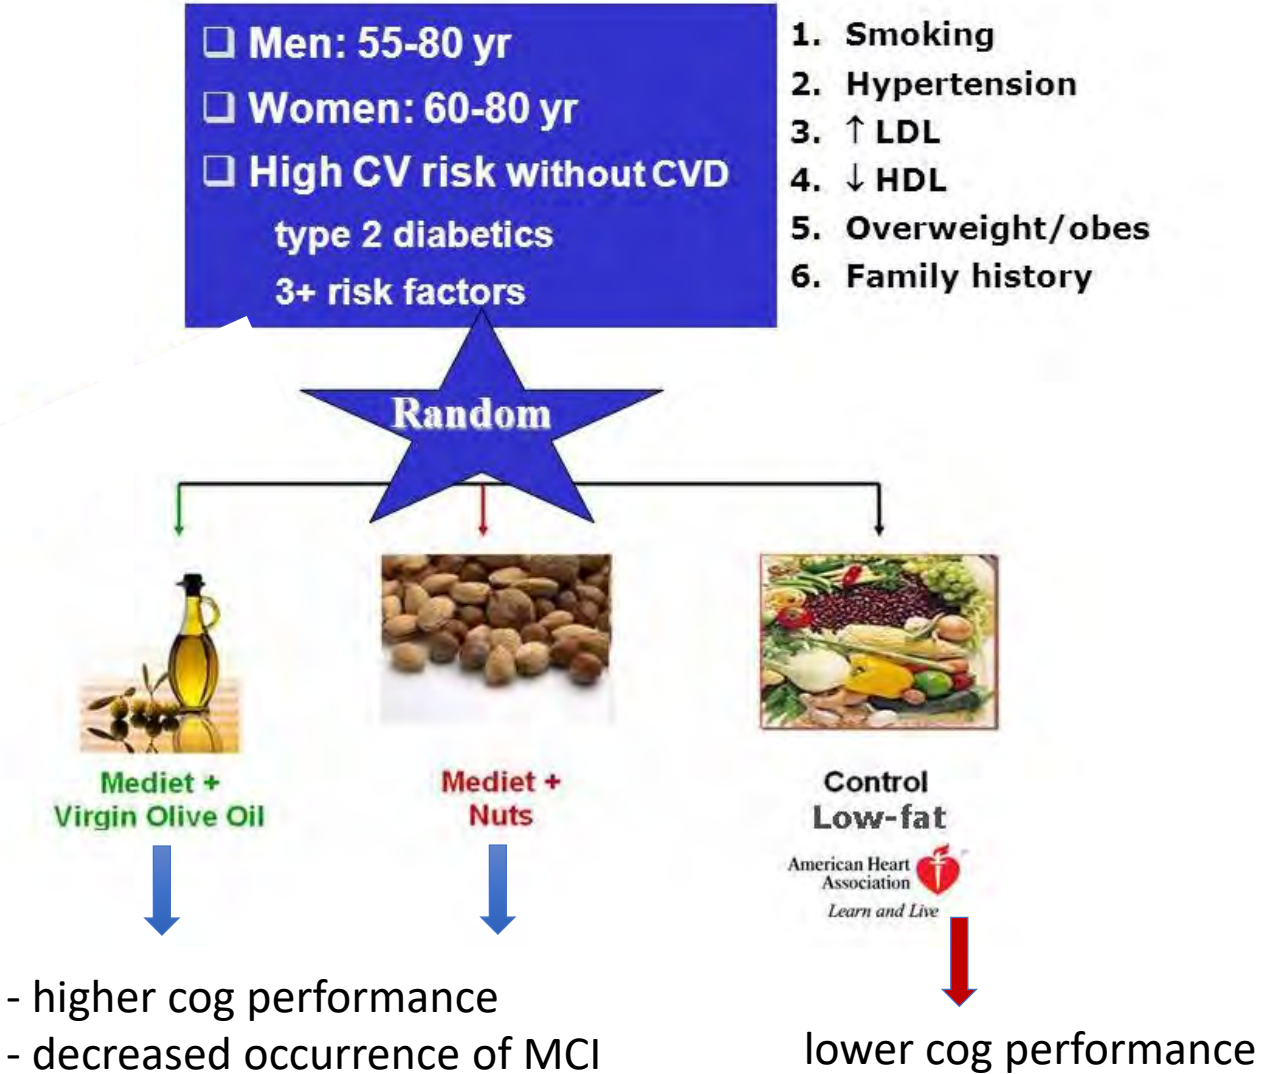 ❑ Men: 55-80 yr
❑ Women: 60-80 yr
❑ High CV risk without CVD
type 2 diabetics
3+ risk factors
1. Smoking
2. Hypertension
3. ↑ LDL
4. ↓ HDL
5. Overweight/obes
6. Family history
Random
Mediet +
Virgin Olive Oil
Mediet +
Nuts
Control
Low-fat
American Heart
Association
Learn and Live
- higher cog performance
- decreased occurrence of MCI
lower cog performance